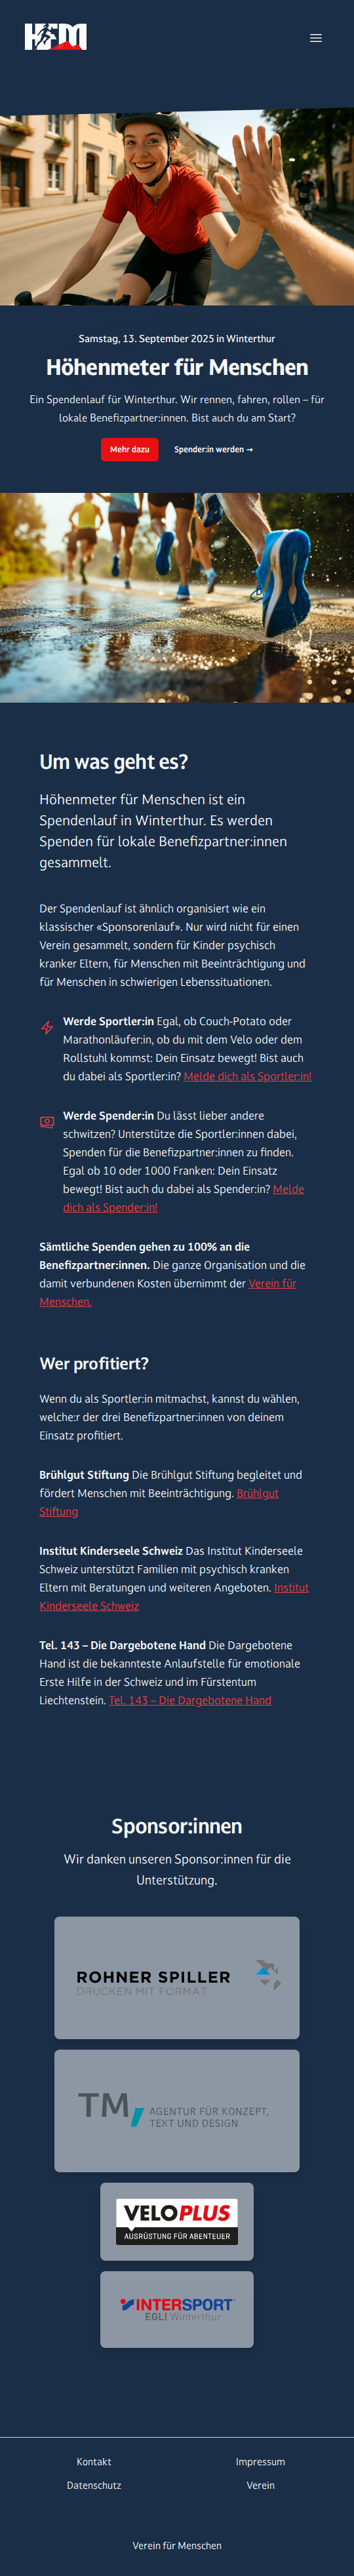 HFM
Samstag, 13. September 2025 in Winterthur
Höhenmeter für Menschen
Ein Spendenlauf für Winterthur. Wir rennen, fahren, rollen – für
lokale Benefizpartner:innen. Bist auch du am Start?
Mehr dazu
Spender:in werden →
Um was geht es?
Höhenmeter für Menschen ist ein
Spendenlauf in Winterthur. Es werden
Spenden für lokale Benefizpartner:innen
gesammelt.
Der Spendenlauf ist ähnlich organisiert wie ein
klassischer «Sponsorenlauf». Nur wird nicht für einen
Verein gesammelt, sondern für Kinder psychisch
kranker Eltern, für Menschen mit Beeinträchtigung und
für Menschen in schwierigen Lebenssituationen.
Werde Sportler:in Egal, ob Couch-Potato oder
Marathonläufer:in, ob du mit dem Velo oder dem
Rollstuhl kommst: Dein Einsatz bewegt! Bist auch
du dabei als Sportler:in? Melde dich als Sportler:in!
Werde Spender:in Du lässt lieber andere
schwitzen? Unterstütze die Sportler:innen dabei,
Spenden für die Benefizpartner:innen zu finden.
Egal ob 10 oder 1000 Franken: Dein Einsatz
bewegt! Bist auch du dabei als Spender:in? Melde
dich als Spender:in!
Sämtliche Spenden gehen zu 100% an die
Benefizpartner:innen. Die ganze Organisation und die
damit verbundenen Kosten übernimmt der Verein für
Menschen.
Wer profitiert?
Wenn du als Sportler:in mitmachst, kannst du wählen,
welche:r der drei Benefizpartner:innen von deinem
Einsatz profitiert.
Brühlgut Stiftung Die Brühlgut Stiftung begleitet und
fördert Menschen mit Beeinträchtigung. Brühlgut
Stiftung
Institut Kinderseele Schweiz Das Institut Kinderseele
Schweiz unterstützt Familien mit psychisch kranken
Eltern mit Beratungen und weiteren Angeboten. Institut
Kinderseele Schweiz
Tel. 143 – Die Dargebotene Hand Die Dargebotene
Hand ist die bekannteste Anlaufstelle für emotionale
Erste Hilfe in der Schweiz und im Fürstentum
Liechtenstein. Tel. 143 – Die Dargebotene Hand
Sponsor:innen
Wir danken unseren Sponsor:innen für die
Unterstützung.
ROHNER SPILLER
DRUCKEN MIT FORMAT
TM
AGENTUR FÜR KONZEPT,
TEXT UND DESIGN
VELOPLUS
AUSRÜSTUNG FÜR ABENTEUER
INTERSPORT
EGLI Winterthur
Kontakt
Impressum
Datenschutz
Verein
Verein für Menschen